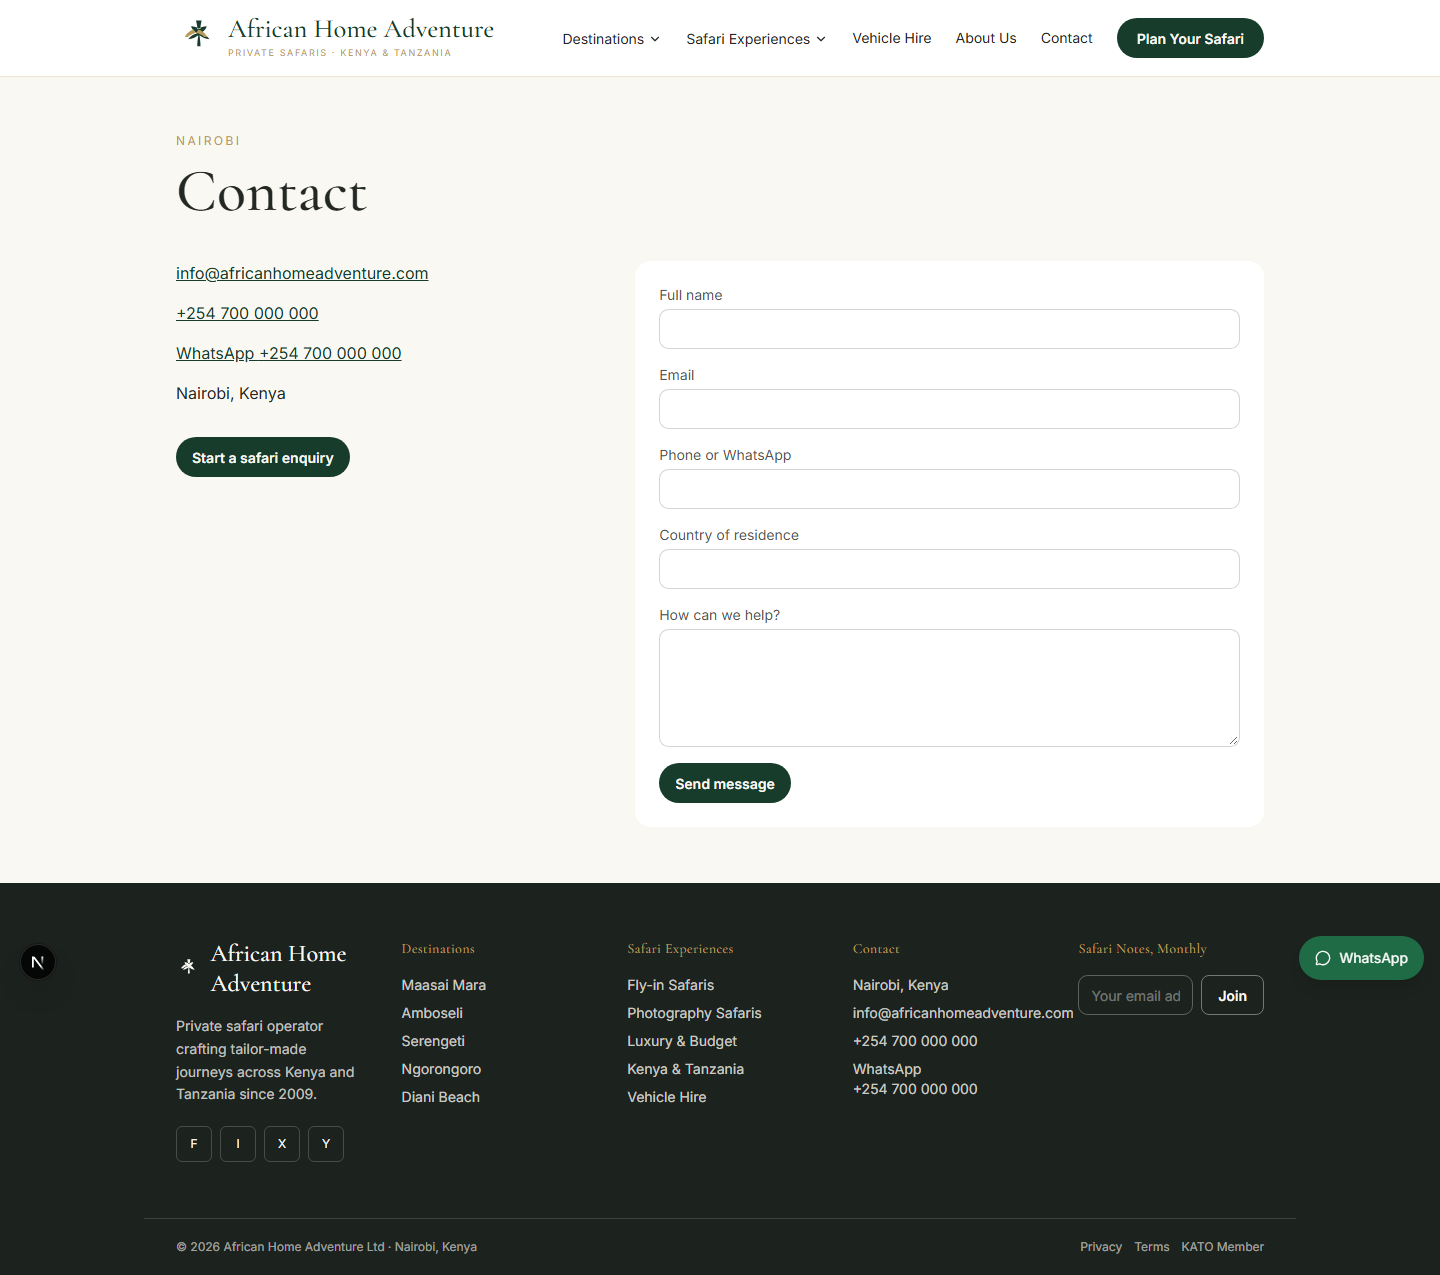 African Home Adventure
PRIVATE SAFARIS · KENYA & TANZANIA
Destinations
Safari Experiences
Vehicle Hire
About Us
Contact
Plan Your Safari
NAIROBI
Contact
info@africanhomeadventure.com
+254 700 000 000
WhatsApp +254 700 000 000
Nairobi, Kenya
Start a safari enquiry
Full name
Email
Phone or WhatsApp
Country of residence
How can we help?
Send message
N
African Home
Adventure
Private safari operator
crafting tailor-made
journeys across Kenya and
Tanzania since 2009.
F
I
X
Y
Destinations
Maasai Mara
Amboseli
Serengeti
Ngorongoro
Diani Beach
Safari Experiences
Fly-in Safaris
Photography Safaris
Luxury & Budget
Kenya & Tanzania
Vehicle Hire
Contact
Nairobi, Kenya
info@africanhomeadventure.com
+254 700 000 000
WhatsApp
+254 700 000 000
Safari Notes, Monthly
Your email ad
Join
WhatsApp
© 2026 African Home Adventure Ltd · Nairobi, Kenya
Privacy
Terms
KATO Member